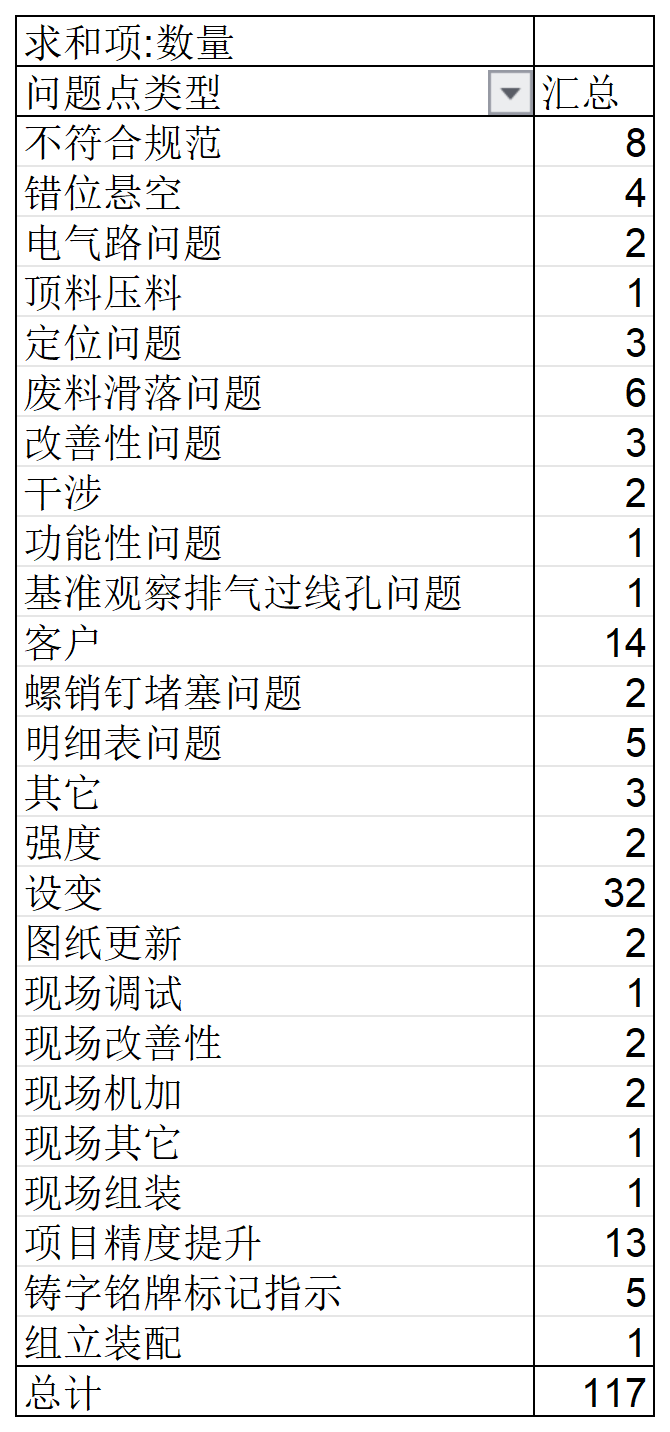 求和项:数量
问题点类型 汇总
不符合规范 8
错位悬空 4
电气路问题 2
顶料压料 1
定位问题 3
废料滑落问题 6
改善性问题 3
干涉 2
功能性问题 1
基准观察排气过线孔问题 1
客户 14
螺销钉堵塞问题 2
明细表问题 5
其它 3
强度 2
设变 32
图纸更新 2
现场调试 1
现场改善性 2
现场机加 2
现场其它 1
现场组装 1
项目精度提升 13
铸字铭牌标记指示 5
组立装配 1
总计 117